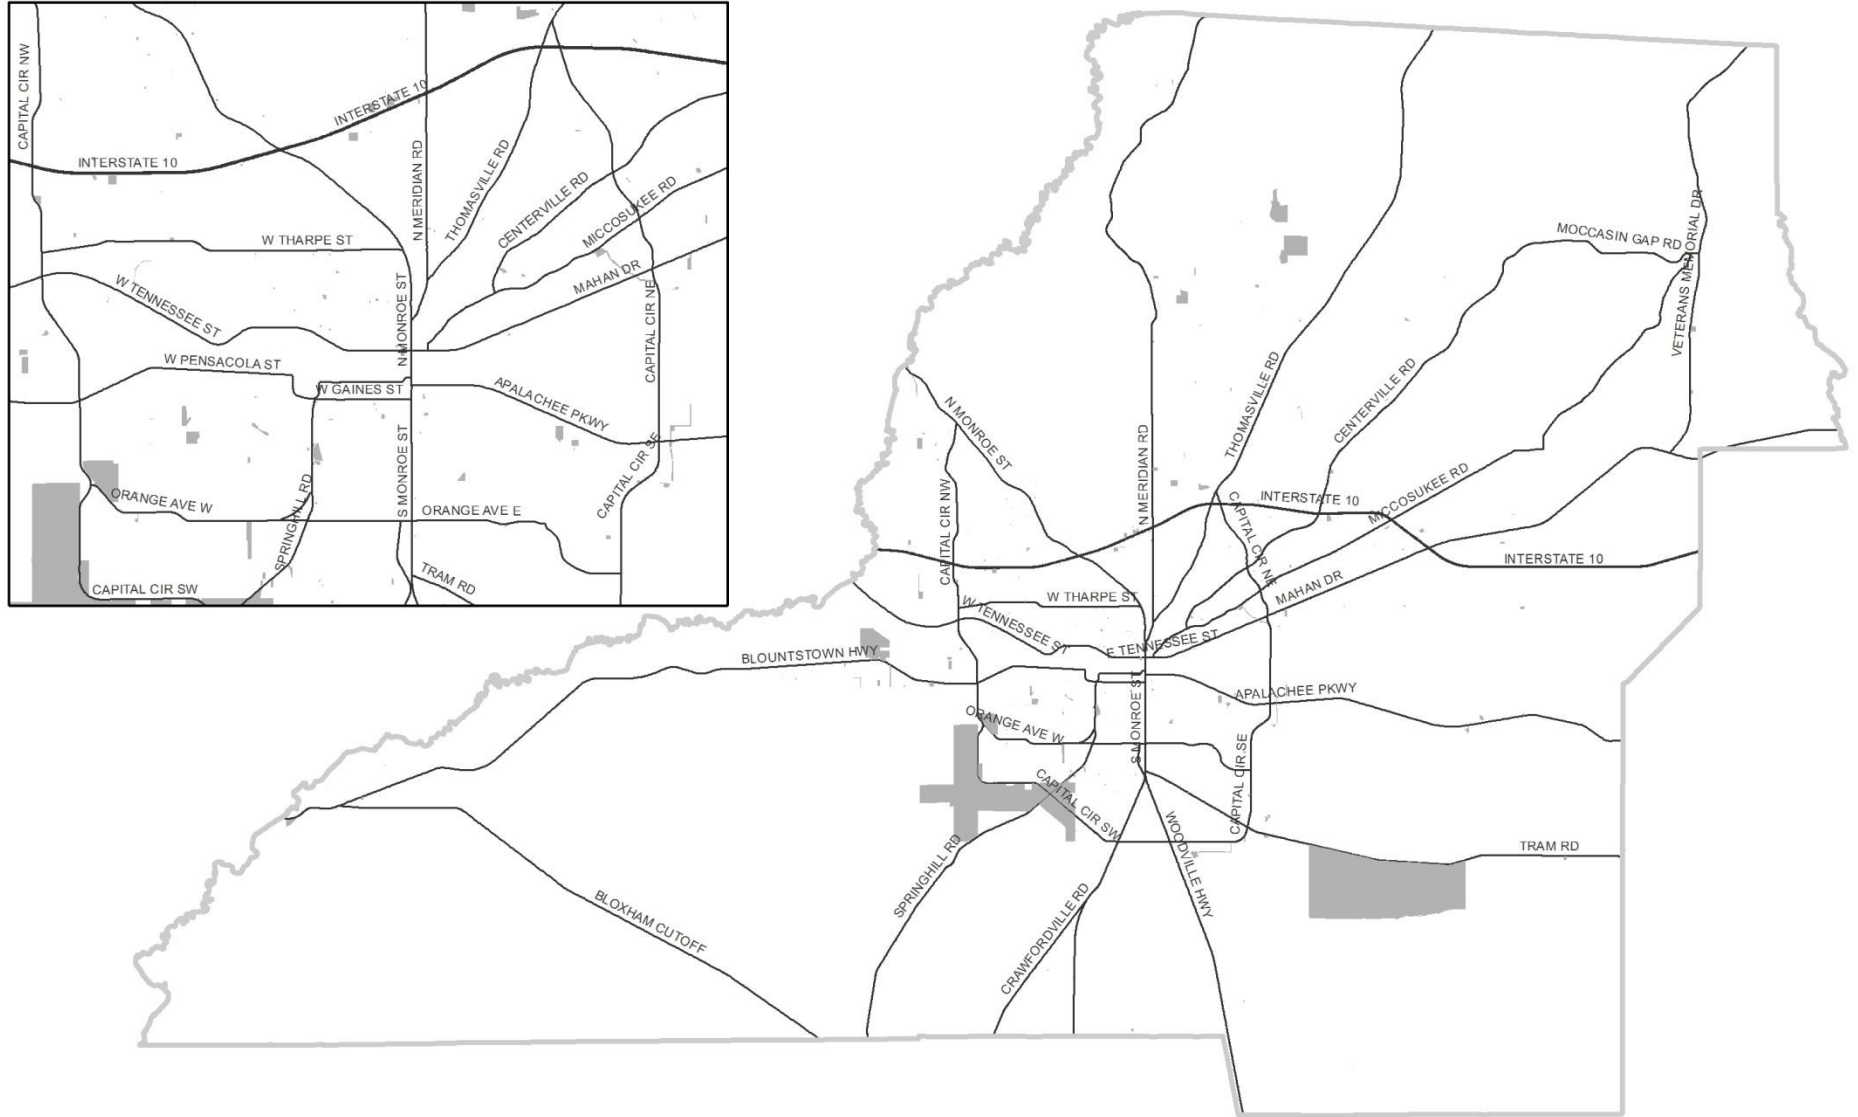 CAPITAL CIR NW
INTERSTATE 10
INTERSTATE 10
N MERIDIAN RD
THOMASVILLE RD
CENTERVILLE RD
MICCOSUKEE RD
W THARPE ST
W TENNESSEE ST
N MONROE ST
MAHAN DR
CAPITAL CIR NE
W PENSACOLA ST
W GAINES ST
APALACHEE PKWY
S MONROE ST
ORANGE AVE W
SPRINGHILL RD
ORANGE AVE E
CAPITAL CIR SE
CAPITAL CIR SW
TRAM RD
MOCCASIN GAP RD
VETERANS MEMORIAL DR
THOMASVILLE RD
CENTERVILLE RD
N MONROE ST
N MERIDIAN RD
CAPITAL CIR NW
MICCOSUKEE RD
INTERSTATE 10
CAPITAL CIR NE
INTERSTATE 10
MAHAN DR
W THARPE ST
W TENNESSEE ST
E TENNESSEE ST
BLOUNTSTOWN HWY
APALACHEE PKWY
ORANGE AVE W
S MONROE ST
CAPITAL CIR SE
CAPITAL CIR SW
WOODVILLE HWY
TRAM RD
SPRINGHILL RD
BLOXHAM CUTOFF
CRAWFORDVILLE RD